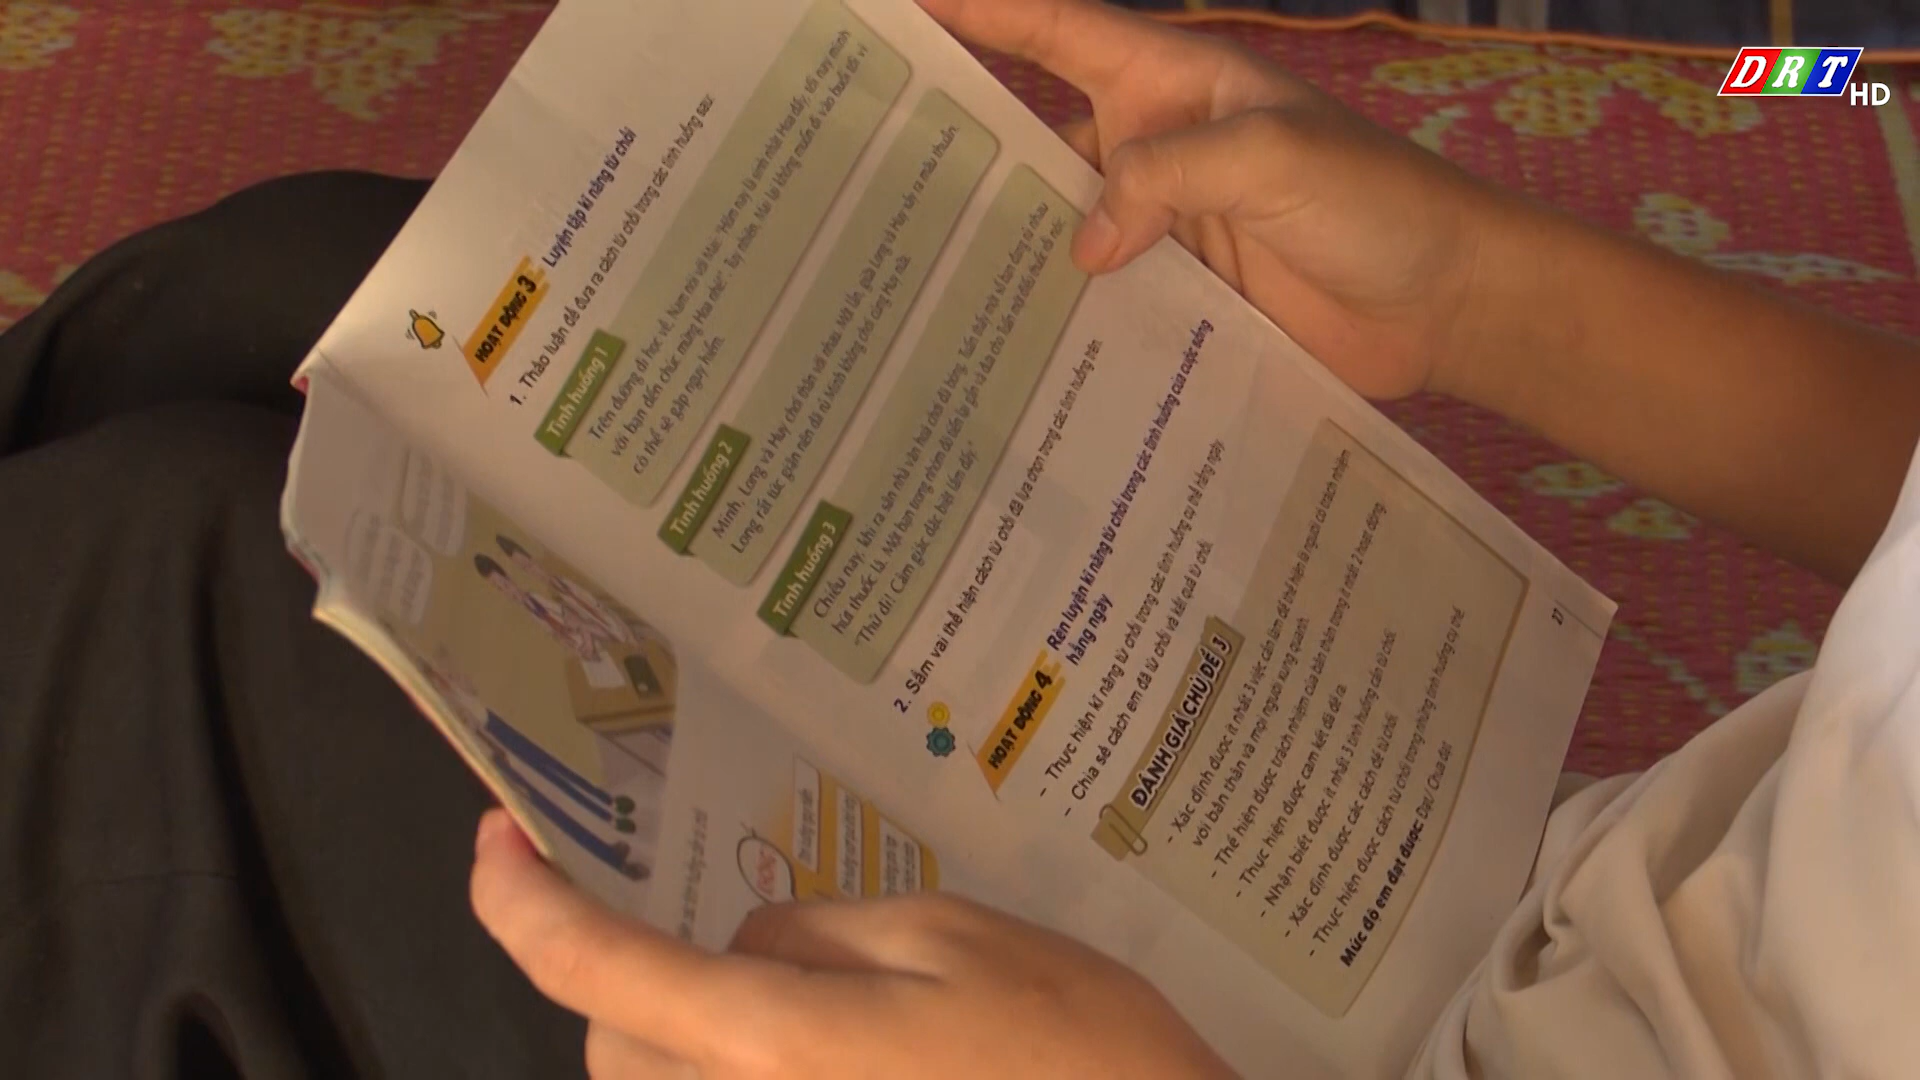 DRT HD
HOẠT ĐỘNG 3 Luyện tập kĩ năng từ chối
1. Thảo luận để đưa ra cách từ chối trong các tình huống sau:
Tình huống 1
Trên đường đi học về, Nam nói với Mai: "Hôm nay là sinh nhật Hoa đấy, tối nay mình
với bạn đến chúc mừng Hoa nhé!". Tuy nhiên, Mai lại không muốn đi vào buổi tối vì
có thể sẽ gặp nguy hiểm.
Tình huống 2
Minh, Long và Huy chơi thân với nhau. Một lần, giữa Long và Huy xảy ra mâu thuẫn.
Long rất tức giận nên đã rủ Minh không chơi cùng Huy nữa.
Tình huống 3
Chiều nay, khi ra sân nhà văn hoá chơi đá bóng, Tuấn thấy một số bạn đang rủ nhau
hút thuốc lá. Một bạn trong nhóm đó tiến lại gần và đưa cho Tuấn một điếu thuốc rồi nói:
"Thử đi! Cảm giác đặc biệt lắm đấy."
2. Sắm vai thể hiện cách từ chối đã lựa chọn trong các tình huống trên.
HOẠT ĐỘNG 4 Rèn luyện kĩ năng từ chối trong các tình huống của cuộc sống
hằng ngày
- Thực hiện kĩ năng từ chối trong các tình huống cụ thể hằng ngày.
- Chia sẻ cách em đã từ chối và kết quả từ chối.
ĐÁNH GIÁ CHỦ ĐỀ 3
- Xác định được ít nhất 3 việc cần làm để thể hiện là người có trách nhiệm
với bản thân và mọi người xung quanh.
- Thể hiện được trách nhiệm của bản thân trong ít nhất 2 hoạt động.
- Thực hiện được cam kết đã đề ra.
- Nhận biết được ít nhất 3 tình huống cần từ chối.
- Xác định được các cách để từ chối.
- Thực hiện được cách từ chối trong những tình huống cụ thể.
Mức độ em đạt được: Đạt / Chưa đạt
27